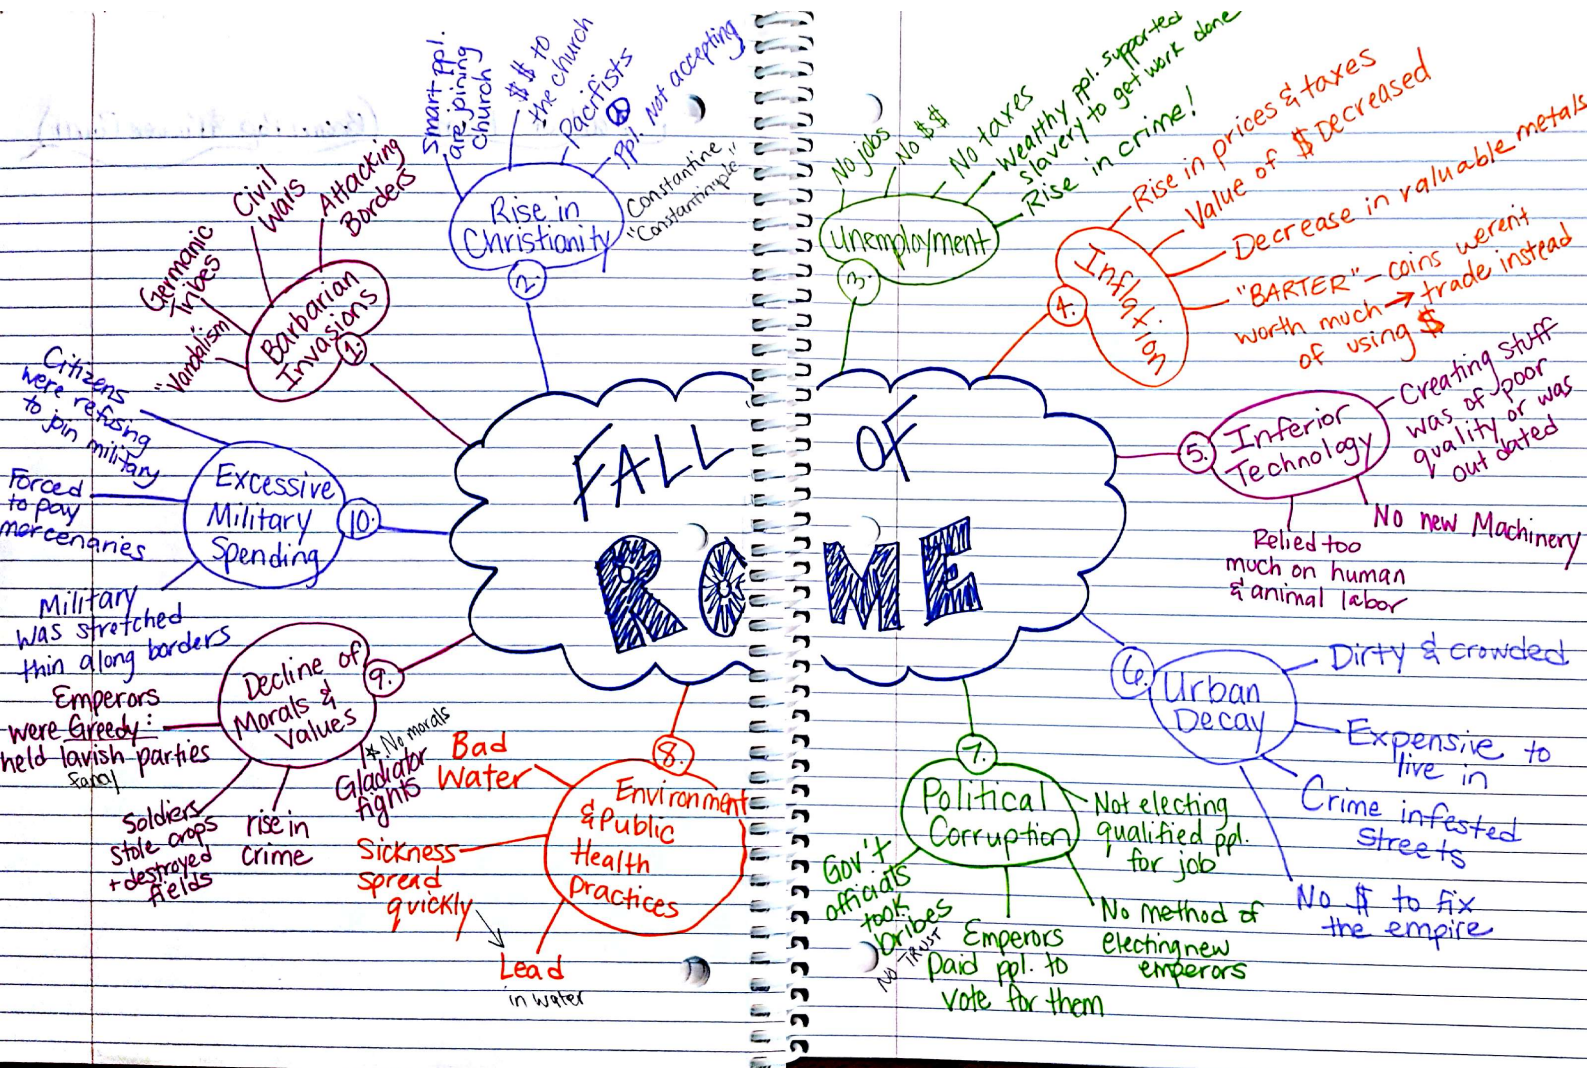 FALL OF
ROME
1.
Barbarian
Invasions
"Vandalism
Germanic
Tribes
Civil
Wars
Attacking
Borders
2.
Rise in
Christianity
Smart ppl.
are joining
church
$$ to
the church
Pacifists
Ppl. Not accepting
Constantine
"Constantinple"
3.
Unemployment
No jobs
No $$
No taxes
Wealthy ppl. supported
slavery to get work done
Rise in crime!
4.
Inflation
Rise in prices & taxes
Value of $ Decreased
Decrease in valuable metals
"BARTER" – coins werent
worth much → trade instead
of using $
5.
Inferior
Technology
Creating stuff
was of poor
quality or was
out dated
No new Machinery
Relied too
much on human
& animal labor
6.
Urban
Decay
Dirty & crowded
Expensive to
live in
Crime infested
streets
No $ to fix
the empire
7.
Political
Corruption
Not electing
qualified ppl.
for job
No method of
electing new
emperors
Emperors
paid ppl. to
vote for them
Gov't
officials
took
bribes
NO TRUST
8.
Environment
& Public
Health
practices
Bad
Water
Sickness
spread
quickly
Lead
in water
9.
Decline of
Morals &
Values
Emperors
were Greedy:
held lavish parties
fancy
Soldiers
stole crops
+ destroyed
fields
rise in
crime
* No morals
Gladiator
fights
10.
Excessive
Military
Spending
Citizens
were refusing
to join military
Forced
to pay
mercenaries
Military
was stretched
thin along borders